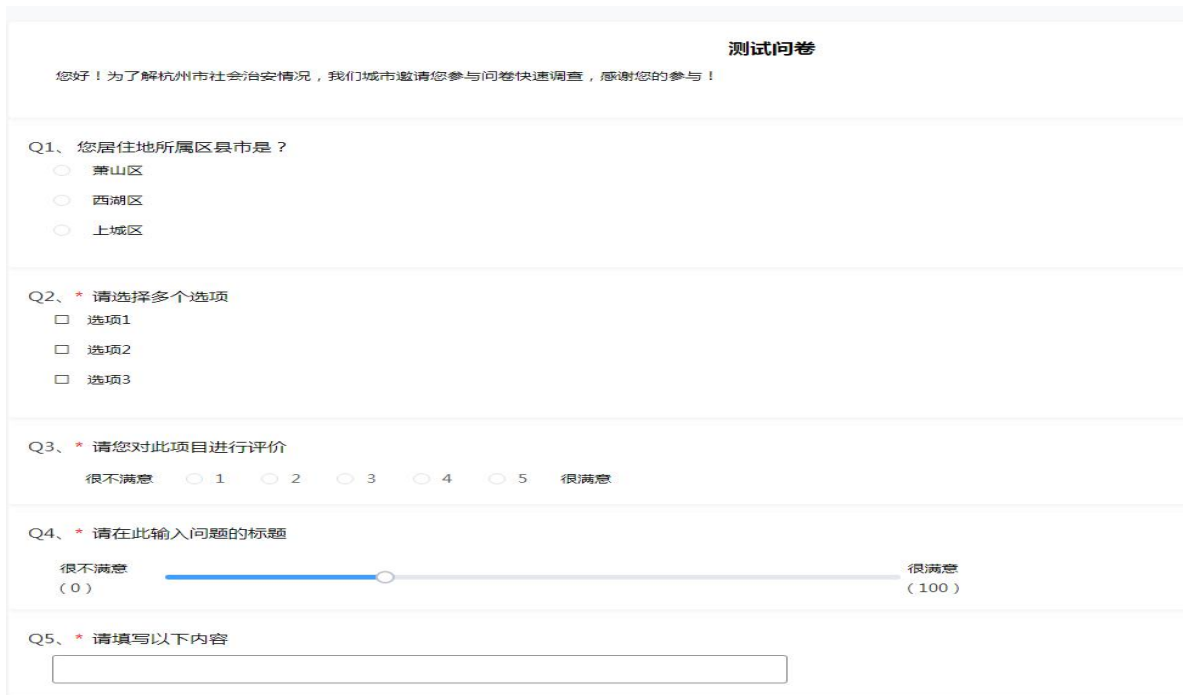 测试问卷
您好！为了解杭州市社会治安情况，我们城市邀请您参与问卷快速调查，感谢您的参与！
Q1、 您居住地所属区县市是？
萧山区
西湖区
上城区
Q2、* 请选择多个选项
选项1
选项2
选项3
Q3、* 请您对此项目进行评价
很不满意 1 2 3 4 5 很满意
Q4、* 请在此输入问题的标题
很不满意 很满意
（0） （100）
Q5、* 请填写以下内容